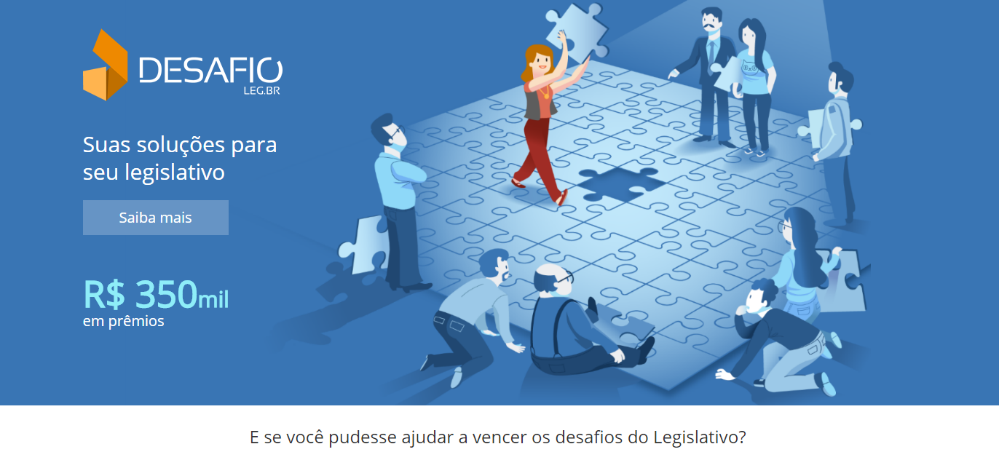 DESAFIO
LEG.BR
Suas soluções para
seu legislativo
Saiba mais
R$ 350mil
em prêmios
E se você pudesse ajudar a vencer os desafios do Legislativo?